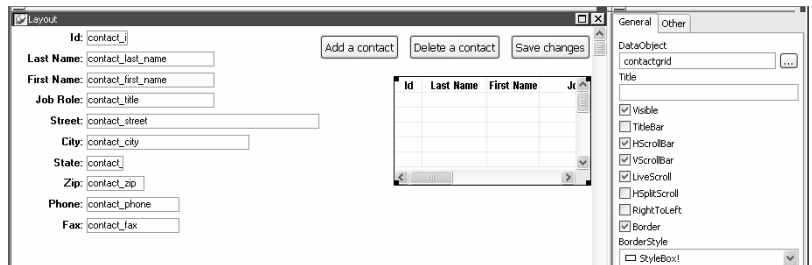 Layout
Id: contact_i
Last Name: contact_last_name
First Name: contact_first_name
Job Role: contact_title
Street: contact_street
City: contact_city
State: contact_
Zip: contact_zip
Phone: contact_phone
Fax: contact_fax
Add a contact Delete a contact Save changes
Id Last Name First Name Jo
General Other
DataObject
contactgrid ...
Title
Visible
TitleBar
HScrollBar
VScrollBar
LiveScroll
HSplitScroll
RightToLeft
Border
BorderStyle
StyleBox!